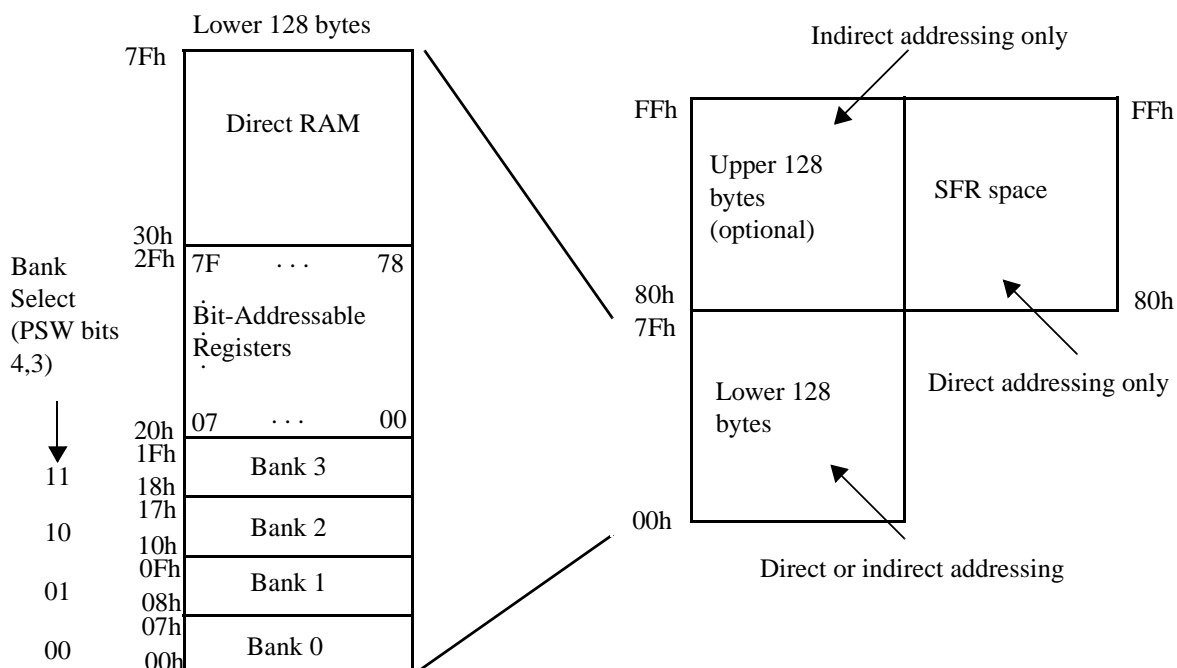 Lower 128 bytes
7Fh
Direct RAM
30h
2Fh
7F ... 78
Bank
Select
(PSW bits
4,3)
Bit-Addressable
Registers
07 ... 00
20h
1Fh
11
Bank 3
18h
17h
10
Bank 2
10h
0Fh
01
Bank 1
08h
07h
00
Bank 0
00h
Indirect addressing only
FFh
FFh
Upper 128
bytes
(optional)
SFR space
80h
80h
7Fh
Direct addressing only
Lower 128
bytes
00h
Direct or indirect addressing